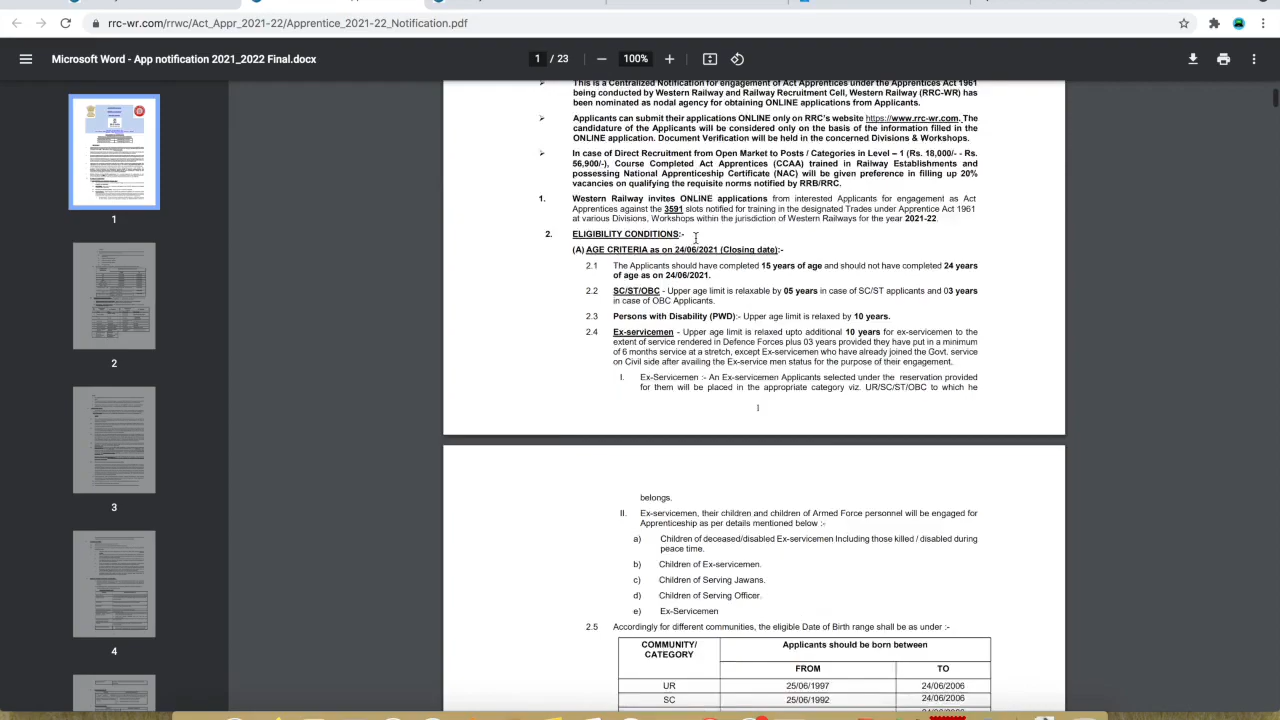 rrc-wr.com/rrwc/Act_Appr_2021-22/Apprentice_2021-22_Notification.pdf
Microsoft Word - App notification 2021_2022 Final.docx
1 / 23
100%
This is a Centralized Notification for engagement of Act Apprentices under the Apprentices Act 1961
being conducted by Western Railway and Railway Recruitment Cell, Western Railway (RRC-WR) has
been nominated as nodal agency for obtaining ONLINE applications from Applicants.
Applicants can submit their applications ONLINE only on RRC's website https://www.rrc-wr.com. The
candidature of the Applicants will be considered only on the basis of the information filled in the
ONLINE application. Document Verification will be held in the concerned Divisions & Workshops.
In case of Direct Recruitment from Open Market to Posts / Categories in Level – 1 (Rs. 18,000/- - Rs.
56,900/-), Course Completed Act Apprentices (CCAA) trained in Railway Establishments and
possessing National Apprenticeship Certificate (NAC) will be given preference in filling up 20%
vacancies on qualifying the requisite norms notified by RRB/RRC.
1. Western Railway invites ONLINE applications from interested Applicants for engagement as Act
Apprentices against the 3591 slots notified for training in the designated Trades under Apprentice Act 1961
at various Divisions, Workshops within the jurisdiction of Western Railways for the year 2021-22.
2. ELIGIBILITY CONDITIONS:-
(A) AGE CRITERIA as on 24/06/2021 (Closing date):-
2.1 The Applicants should have completed 15 years of age and should not have completed 24 years
of age as on 24/06/2021.
2.2 SC/ST/OBC - Upper age limit is relaxable by 05 years in case of SC/ST applicants and 03 years
in case of OBC Applicants.
2.3 Persons with Disability (PWD):- Upper age limit is relaxed by 10 years.
2.4 Ex-servicemen - Upper age limit is relaxed upto additional 10 years for ex-servicemen to the
extent of service rendered in Defence Forces plus 03 years provided they have put in a minimum
of 6 months service at a stretch, except Ex-servicemen who have already joined the Govt. service
on Civil side after availing the Ex-service men status for the purpose of their engagement.
I. Ex-Servicemen :- An Ex-servicemen Applicants selected under the reservation provided
for them will be placed in the appropriate category viz. UR/SC/ST/OBC to which he
1
belongs.
II. Ex-servicemen, their children and children of Armed Force personnel will be engaged for
Apprenticeship as per details mentioned below :-
a) Children of deceased/disabled Ex-servicemen Including those killed / disabled during
peace time.
b) Children of Ex-servicemen.
c) Children of Serving Jawans.
d) Children of Serving Officer.
e) Ex-Servicemen
2.5 Accordingly for different communities, the eligible Date of Birth range shall be as under :-
COMMUNITY/ CATEGORY
Applicants should be born between
FROM TO
UR 25/06/1997 24/06/2006
SC 25/06/1992 24/06/2006
1
2
3
4